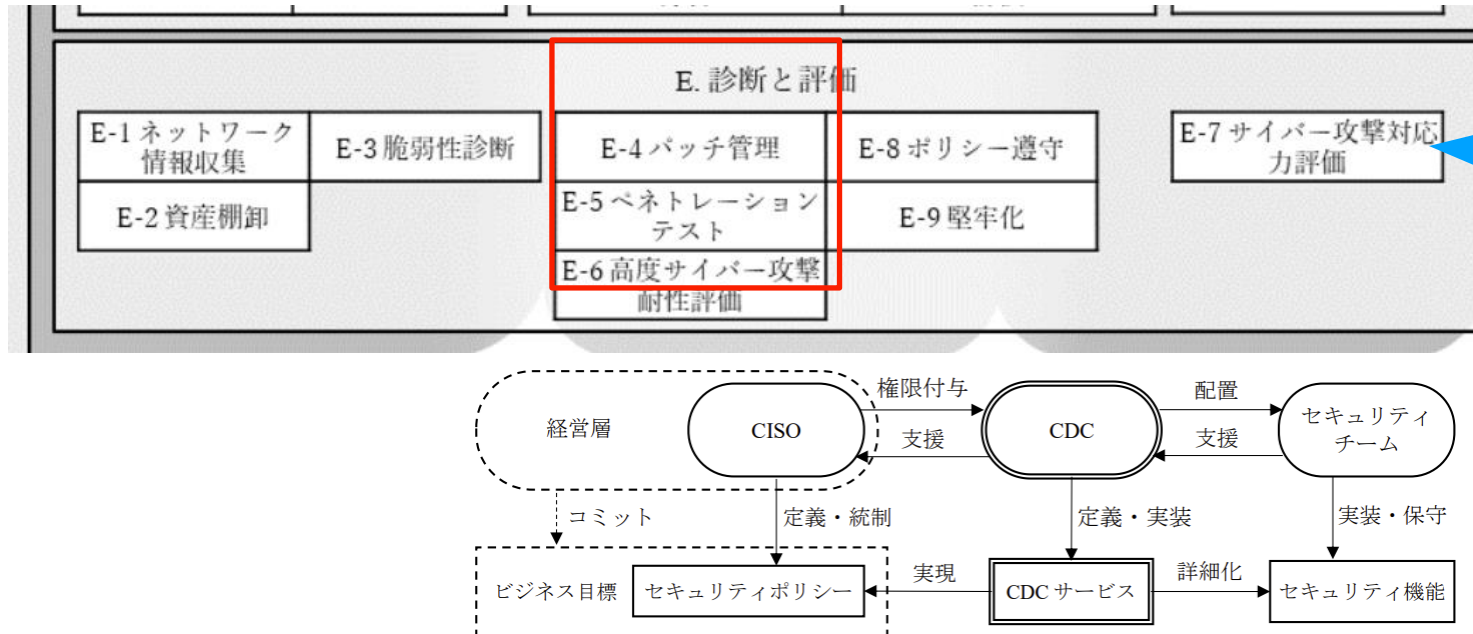 E. 診断と評価
E-1 ネットワーク
情報収集
E-3 脆弱性診断
E-4 パッチ管理
E-8 ポリシー遵守
E-7 サイバー攻撃対応
力評価
E-2 資産棚卸
E-5 ペネトレーション
テスト
E-9 堅牢化
E-6 高度サイバー攻撃
耐性評価
経営層
CISO
権限付与
支援
CDC
配置
支援
セキュリティ
チーム
コミット
定義・統制
定義・実装
実装・保守
ビジネス目標
セキュリティポリシー
実現
CDC サービス
詳細化
セキュリティ機能